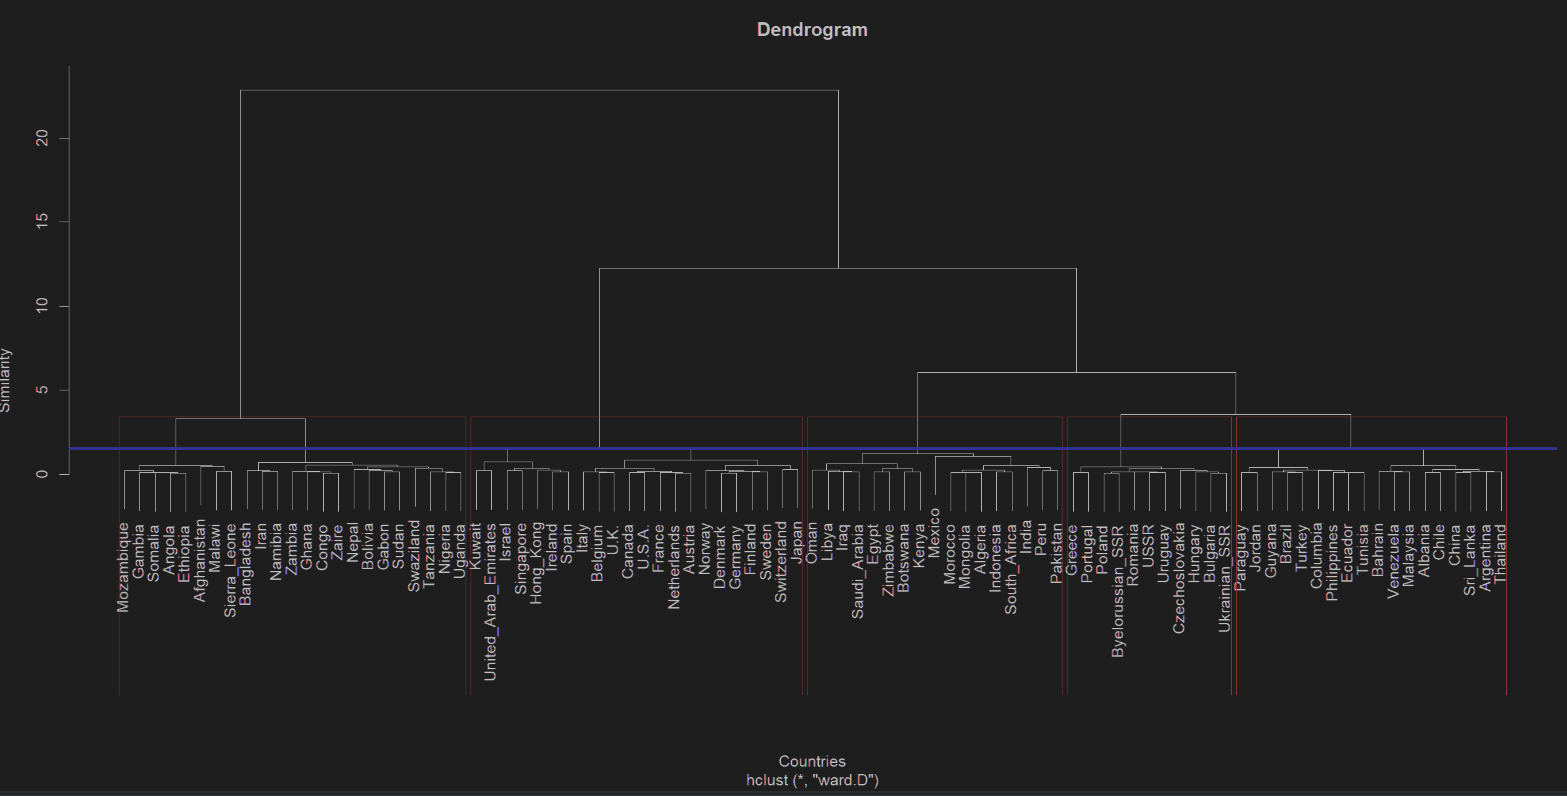 Dendrogram
Similarity
20
15
10
5
0
Mozambique
Gambia
Somalia
Angola
Ethiopia
Afghanistan
Malawi
Sierra_Leone
Bangladesh
Iran
Namibia
Zambia
Ghana
Congo
Zaire
Nepal
Bolivia
Gabon
Sudan
Swaziland
Tanzania
Nigeria
Uganda
Kuwait
United_Arab_Emirates
Israel
Singapore
Hong_Kong
Ireland
Spain
Italy
Belgium
U.K.
Canada
U.S.A.
France
Netherlands
Austria
Norway
Denmark
Germany
Finland
Sweden
Switzerland
Japan
Oman
Libya
Iraq
Saudi_Arabia
Egypt
Zimbabwe
Botswana
Kenya
Mexico
Morocco
Mongolia
Algeria
Indonesia
South_Africa
India
Peru
Pakistan
Greece
Portugal
Poland
Byelorussian_SSR
Romania
USSR
Uruguay
Czechoslovakia
Hungary
Bulgaria
Ukrainian_SSR
Paraguay
Jordan
Guyana
Brazil
Turkey
Columbia
Philippines
Ecuador
Tunisia
Bahrain
Venezuela
Malaysia
Albania
Chile
China
Sri_Lanka
Argentina
Thailand
Countries
hclust (*, "ward.D")